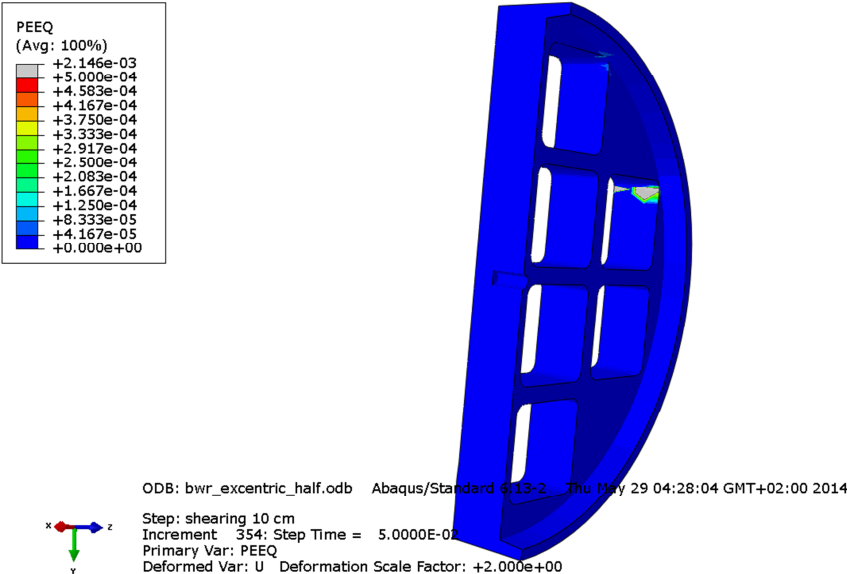 PEEQ
(Avg: 100%)
+2.146e-03
+5.000e-04
+4.583e-04
+4.167e-04
+3.750e-04
+3.333e-04
+2.917e-04
+2.500e-04
+2.083e-04
+1.667e-04
+1.250e-04
+8.333e-05
+4.167e-05
+0.000e+00
ODB: bwr_excentric_half.odb Abaqus/Standard 6.13-2 Thu May 29 04:28:04 GMT+02:00 2014
X Z
Y
Step: shearing 10 cm
Increment 354: Step Time = 5.0000E-02
Primary Var: PEEQ
Deformed Var: U Deformation Scale Factor: +2.000e+00